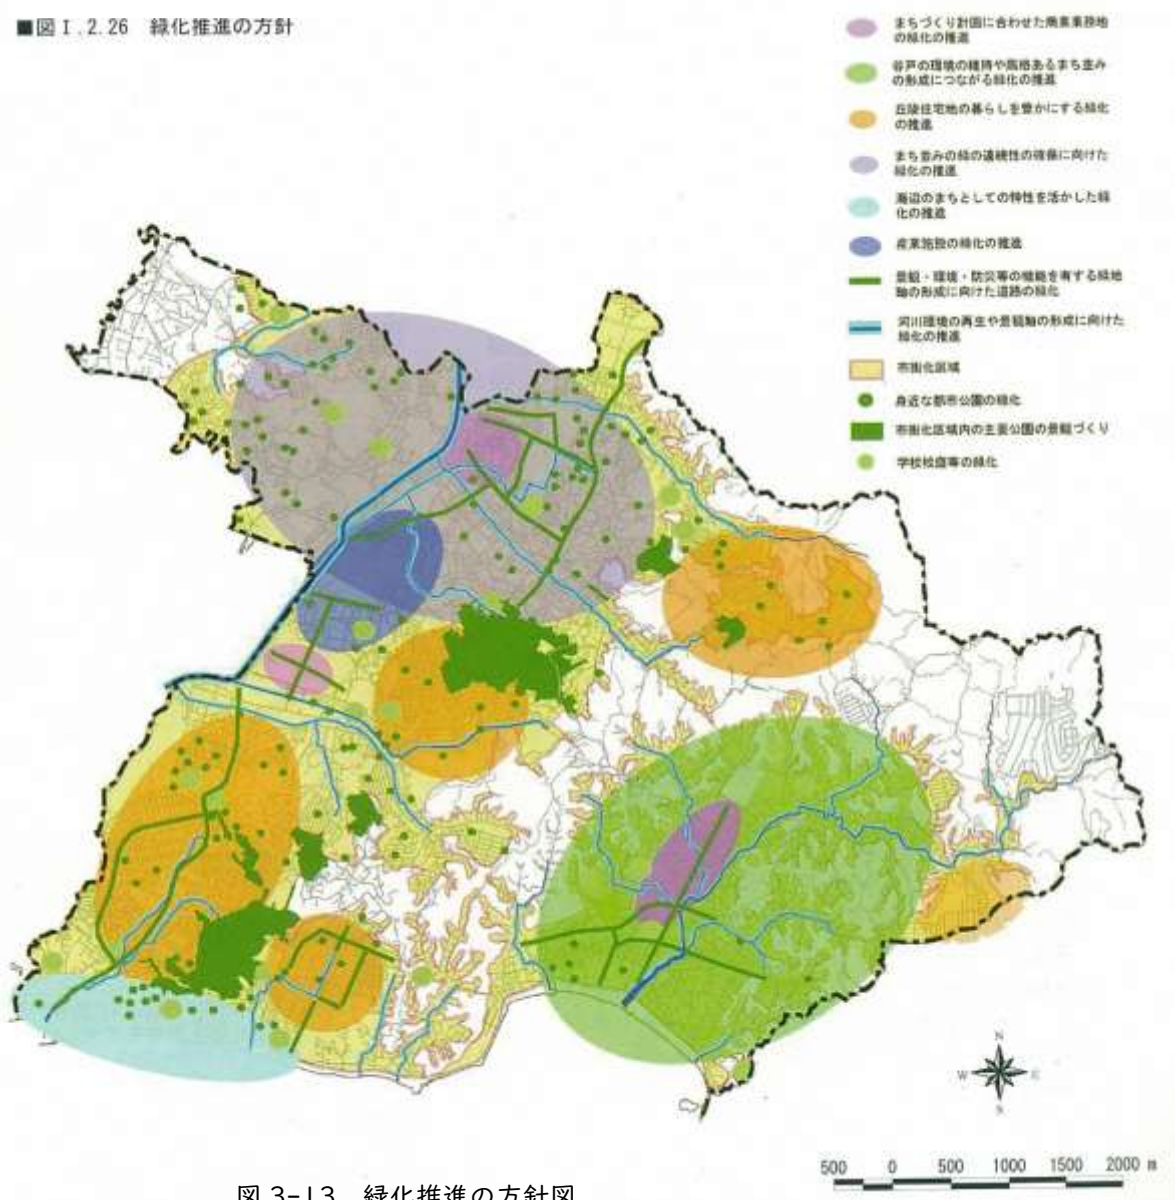 ■図Ⅰ.2.26　緑化推進の方針
まちづくり計画に合わせた商業業務地
の緑化の推進
谷戸の環境の維持や風格あるまち並み
の形成につながる緑化の推進
丘陵住宅地の暮らしを豊かにする緑化
の推進
まち並みの緑の連続性の確保に向けた
緑化の推進
海辺のまちとしての特性を活かした緑
化の推進
産業施設の緑化の推進
景観・環境・防災等の機能を有する緑地
軸の形成に向けた道路の緑化
河川環境の再生や景観軸の形成に向けた
緑化の推進
市街化区域
身近な都市公園の緑化
市街化区域内の主要公園の景観づくり
学校校庭等の緑化
N
W
E
S
500 0 500 1000 1500 2000 m
図 3-13　緑化推進の方針図